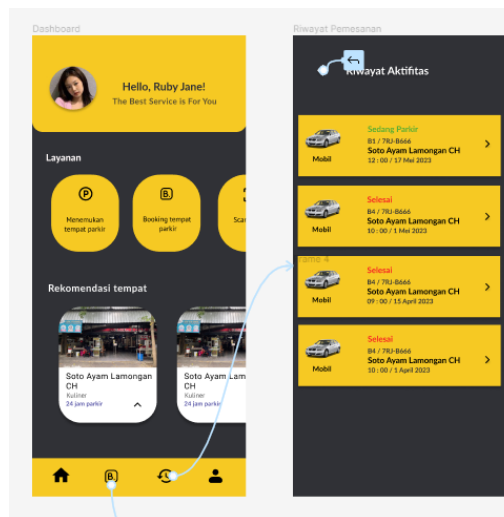 Dashboard
Hello, Ruby Jane!
The Best Service is For You
Layanan
P
Menemukan
tempat parkir
B.
Booking tempat
parkir
Scan
Rekomendasi tempat
Soto Ayam Lamongan
CH
Kuliner
24 jam parkir
Soto Ayam Lam
CH
Kuliner
24 jam parkir
B.
Riwayat Pemesanan
Riwayat Aktifitas
Sedang Parkir
B1 / 7RJ-B666
Soto Ayam Lamongan CH
12 : 00 / 17 Mei 2023
Mobil
Selesai
B4 / 7RJ-B666
Soto Ayam Lamongan CH
10 : 00 / 1 Mei 2023
Mobil
rame 4
Selesai
B4 / 7RJ-B666
Soto Ayam Lamongan CH
09 : 00 / 15 April 2023
Mobil
Selesai
B4 / 7RJ-B666
Soto Ayam Lamongan CH
10 : 00 / 1 April 2023
Mobil